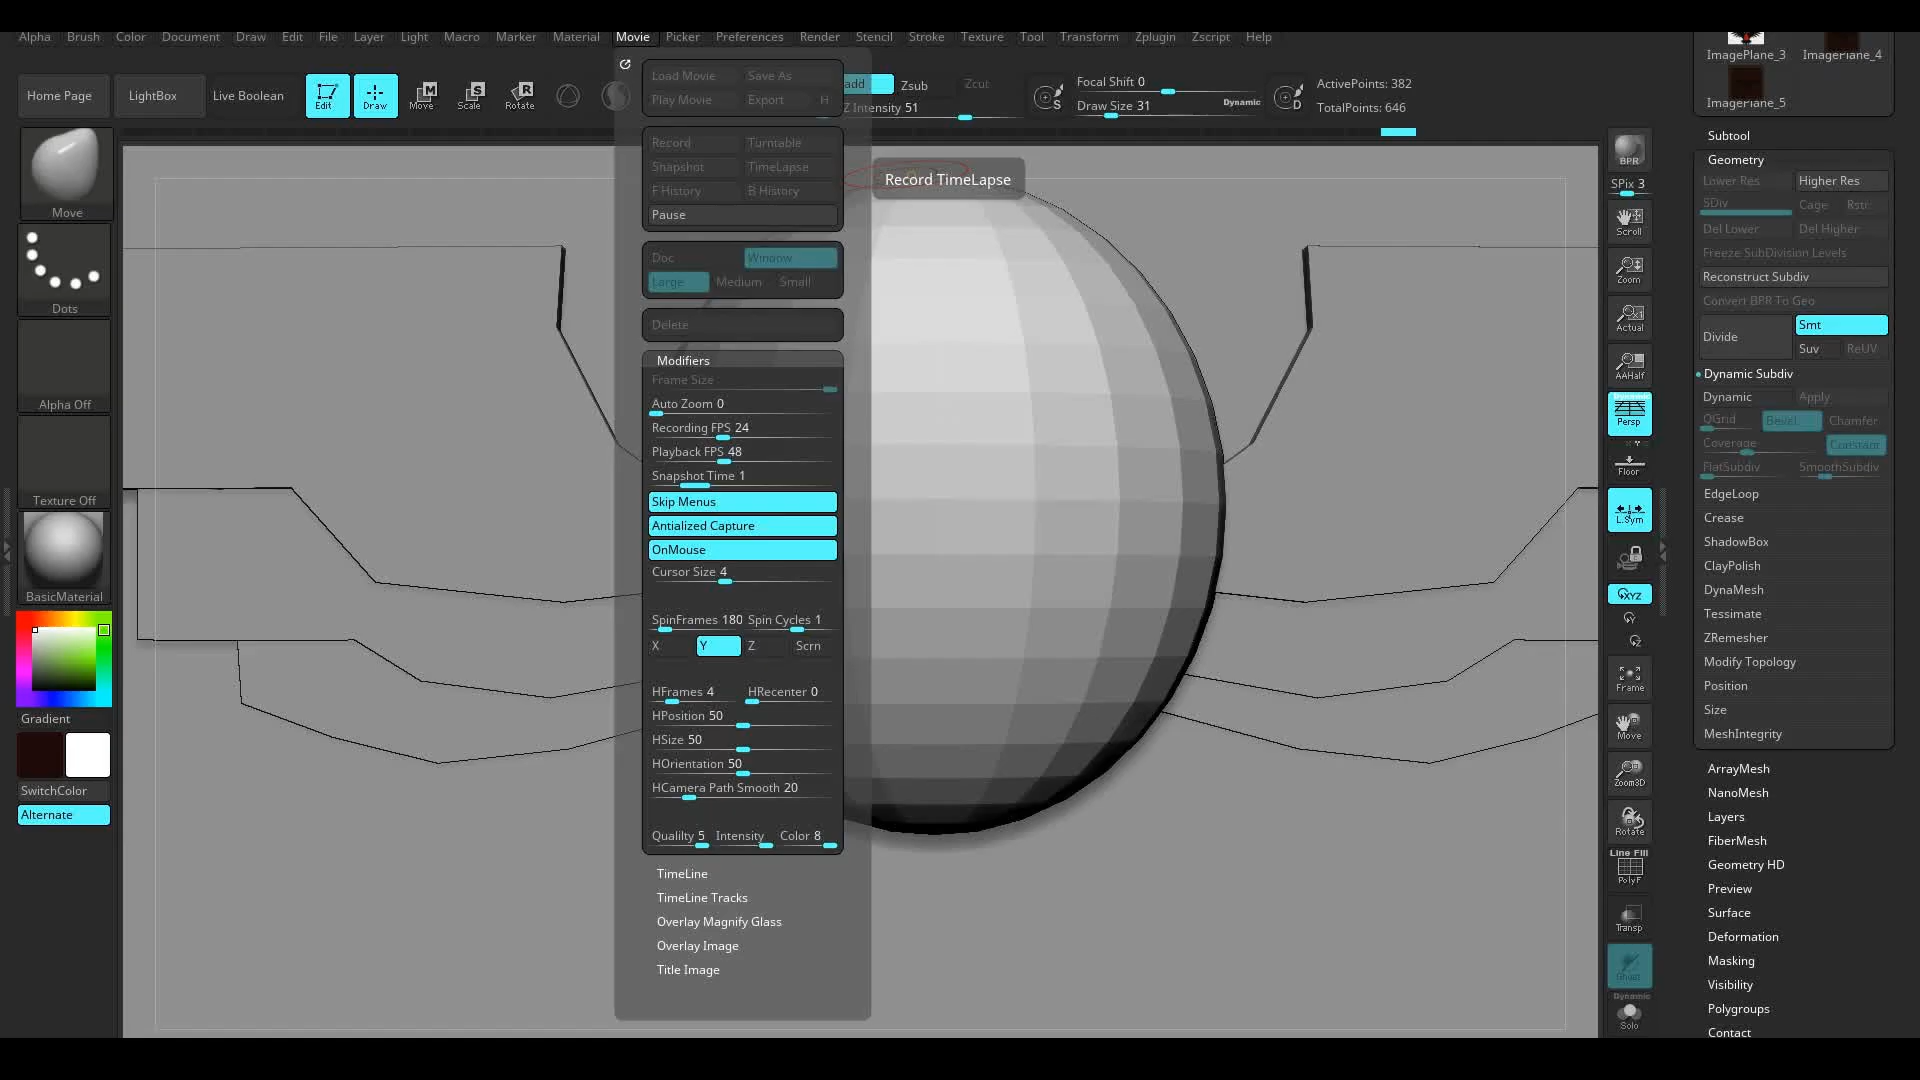 Alpha Brush Color Document Draw Edit File Layer Light Macro Marker Material Movie Picker Preferences Render Stencil Stroke Texture Tool Transform Zplugin Zscript Help
ImagePlane_3 ImagePlane_4
ImagePlane_5
Home Page LightBox Live Boolean Edit Draw Move Scale Rotate
Load Movie Save As
Play Movie Export H
add Zsub Zcut
Z Intensity 51
S Focal Shift 0
Draw Size 31 Dynamic
D ActivePoints: 382
TotalPoints: 646
Record Turntable
Snapshot TimeLapse
F History B History
Pause
Record TimeLapse
Doc Window
Large Medium Small
Delete
Modifiers
Frame Size
Auto Zoom 0
Recording FPS 24
Playback FPS 48
Snapshot Time 1
Skip Menus
Antialized Capture
OnMouse
Cursor Size 4
SpinFrames 180 Spin Cycles 1
X Y Z Scrn
HFrames 4 HRecenter 0
HPosition 50
HSize 50
HOrientation 50
HCamera Path Smooth 20
Qualilty 5 Intensity Color 8
TimeLine
TimeLine Tracks
Overlay Magnify Glass
Overlay Image
Title Image
Move
Dots
Alpha Off
Texture Off
BasicMaterial
Gradient
SwitchColor
Alternate
BPR
SPix 3
Scroll
Zoom
Actual
AAHalf
Dynamic
Persp
Floor
L.Sym
XYZ
Y
Z
Frame
Move
Zoom3D
Rotate
Line Fill
PolyF
Transp
Ghost
Dynamic
Solo
Subtool
Geometry
Lower Res Higher Res
SDiv Cage Rstr
Del Lower Del Higher
Freeze SubDivision Levels
Reconstruct Subdiv
Convert BPR To Geo
Divide Smt
Suv ReUV
Dynamic Subdiv
Dynamic Apply
QGrid Bevel Chamfer
Coverage Constant
FlatSubdiv SmoothSubdiv
EdgeLoop
Crease
ShadowBox
ClayPolish
DynaMesh
Tessimate
ZRemesher
Modify Topology
Position
Size
MeshIntegrity
ArrayMesh
NanoMesh
Layers
FiberMesh
Geometry HD
Preview
Surface
Deformation
Masking
Visibility
Polygroups
Contact